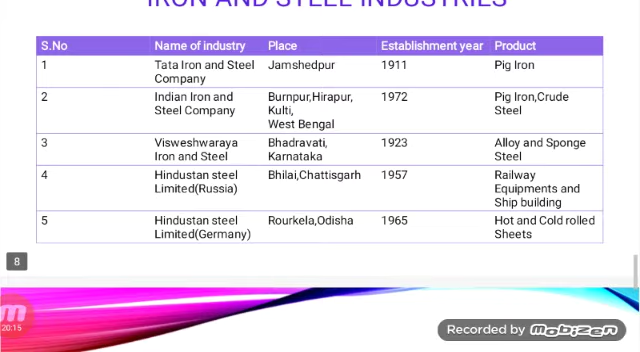 IRON AND STEEL INDUSTRIES
S.No Name of industry Place Establishment year Product
1 Tata Iron and Steel Company Jamshedpur 1911 Pig Iron
2 Indian Iron and Steel Company Burnpur,Hirapur, Kulti, West Bengal 1972 Pig Iron,Crude Steel
3 Visweshwaraya Iron and Steel Bhadravati, Karnataka 1923 Alloy and Sponge Steel
4 Hindustan steel Limited(Russia) Bhilai,Chattisgarh 1957 Railway Equipments and Ship building
5 Hindustan steel Limited(Germany) Rourkela,Odisha 1965 Hot and Cold rolled Sheets
8
20:15
Recorded by Mobizen